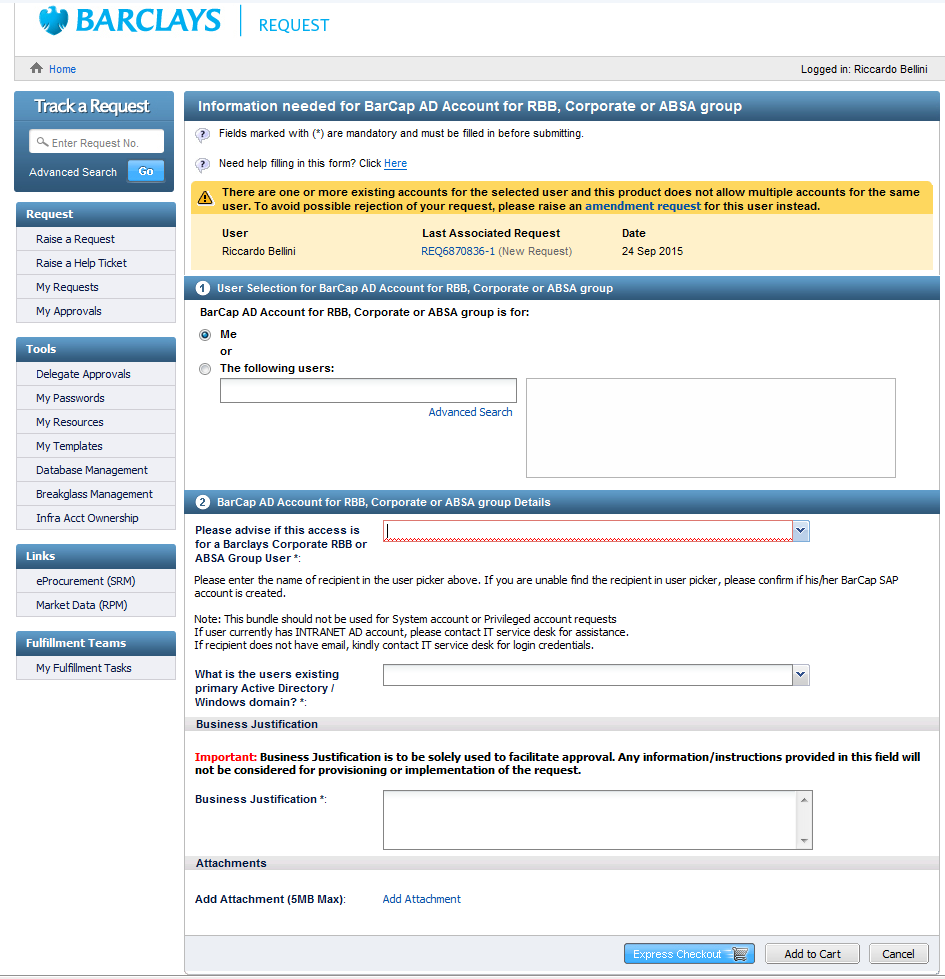 BARCLAYS REQUEST
Home
Logged in: Riccardo Bellini
Track a Request
Enter Request No.
Advanced Search Go
Request
Raise a Request
Raise a Help Ticket
My Requests
My Approvals
Tools
Delegate Approvals
My Passwords
My Resources
My Templates
Database Management
Breakglass Management
Infra Acct Ownership
Links
eProcurement (SRM)
Market Data (RPM)
Fulfillment Teams
My Fulfillment Tasks
Information needed for BarCap AD Account for RBB, Corporate or ABSA group
? Fields marked with (*) are mandatory and must be filled in before submitting.
? Need help filling in this form? Click Here
There are one or more existing accounts for the selected user and this product does not allow multiple accounts for the same
user. To avoid possible rejection of your request, please raise an amendment request for this user instead.
User Last Associated Request Date
Riccardo Bellini REQ6870836-1 (New Request) 24 Sep 2015
1 User Selection for BarCap AD Account for RBB, Corporate or ABSA group
BarCap AD Account for RBB, Corporate or ABSA group is for:
Me
or
The following users:
Advanced Search
2 BarCap AD Account for RBB, Corporate or ABSA group Details
Please advise if this access is
for a Barclays Corporate RBB or
ABSA Group User *:
Please enter the name of recipient in the user picker above. If you are unable find the recipient in user picker, please confirm if his/her BarCap SAP
account is created.
Note: This bundle should not be used for System account or Privileged account requests
If user currently has INTRANET AD account, please contact IT service desk for assistance.
If recipient does not have email, kindly contact IT service desk for login credentials.
What is the users existing
primary Active Directory /
Windows domain? *:
Business Justification
Important: Business Justification is to be solely used to facilitate approval. Any information/instructions provided in this field will
not be considered for provisioning or implementation of the request.
Business Justification *:
Attachments
Add Attachment (5MB Max): Add Attachment
Express Checkout Add to Cart Cancel